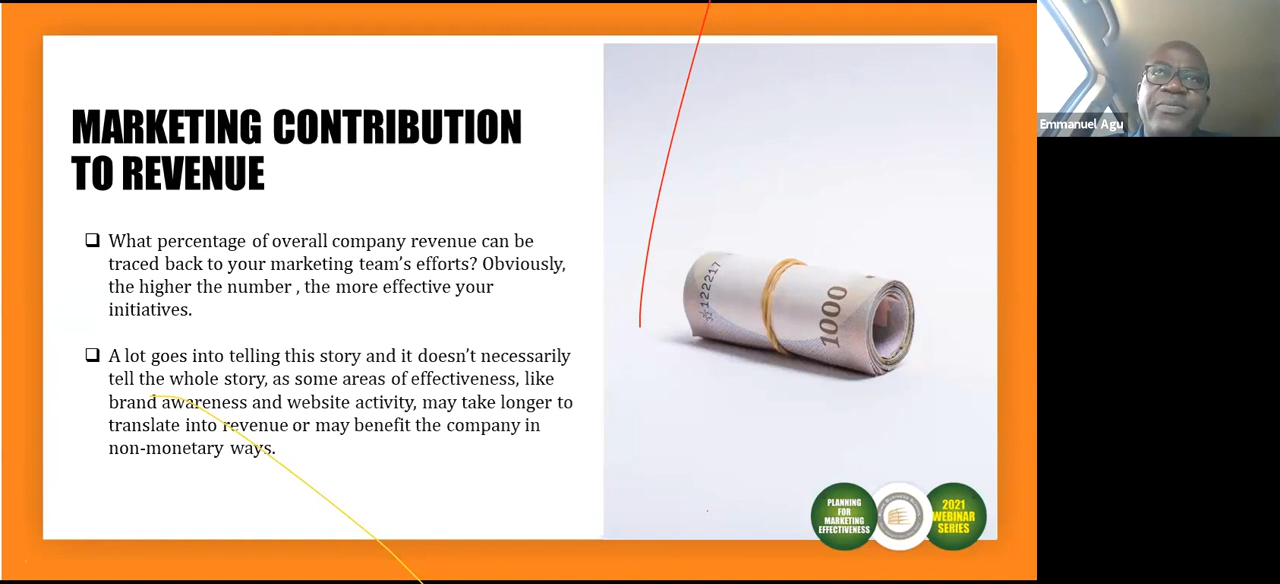 MARKETING CONTRIBUTION
TO REVENUE
What percentage of overall company revenue can be
traced back to your marketing team's efforts? Obviously,
the higher the number , the more effective your
initiatives.
A lot goes into telling this story and it doesn't necessarily
tell the whole story, as some areas of effectiveness, like
brand awareness and website activity, may take longer to
translate into revenue or may benefit the company in
non-monetary ways.
122217
1000
PLANNING
FOR
MARKETING
EFFECTIVENESS
2021
WEBINAR
SERIES
Emmanuel Agu